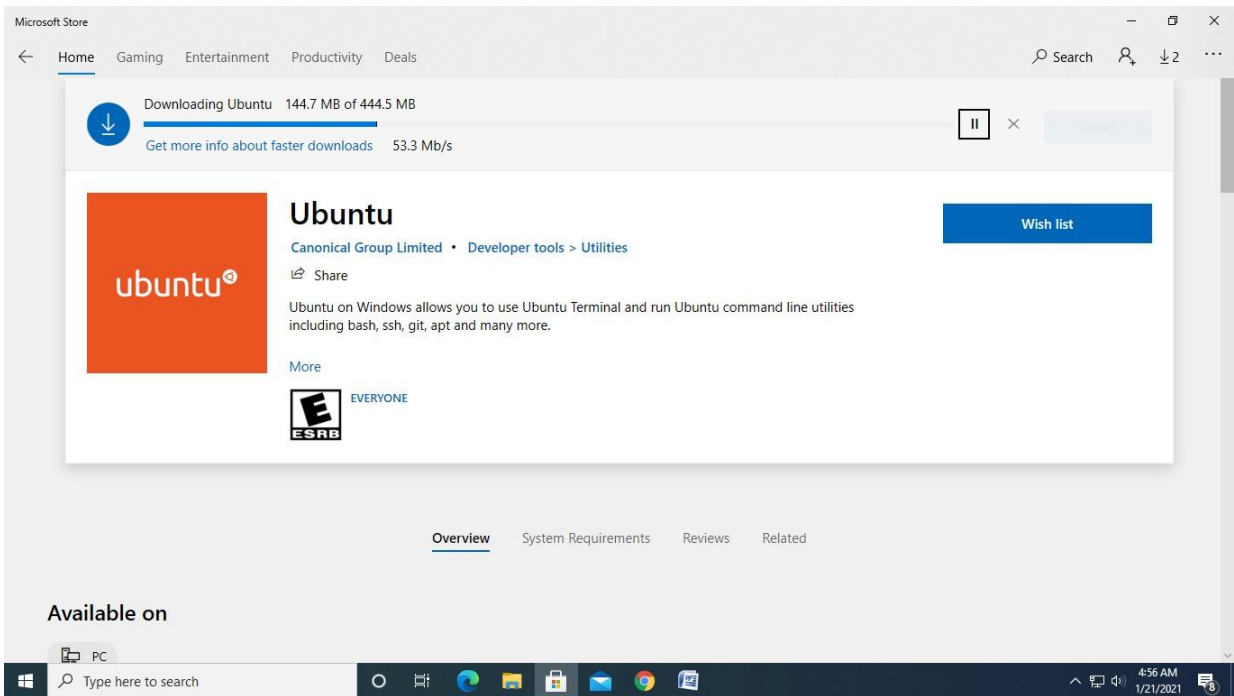 Microsoft Store
Home Gaming Entertainment Productivity Deals Search 2
Downloading Ubuntu 144.7 MB of 444.5 MB
Get more info about faster downloads 53.3 Mb/s
ubuntu
Ubuntu
Wish list
Canonical Group Limited • Developer tools > Utilities
Share
Ubuntu on Windows allows you to use Ubuntu Terminal and run Ubuntu command line utilities
including bash, ssh, git, apt and many more.
More
E
EVERYONE
ESRB
Overview System Requirements Reviews Related
Available on
PC
Type here to search
4:56 AM
1/21/2021
8